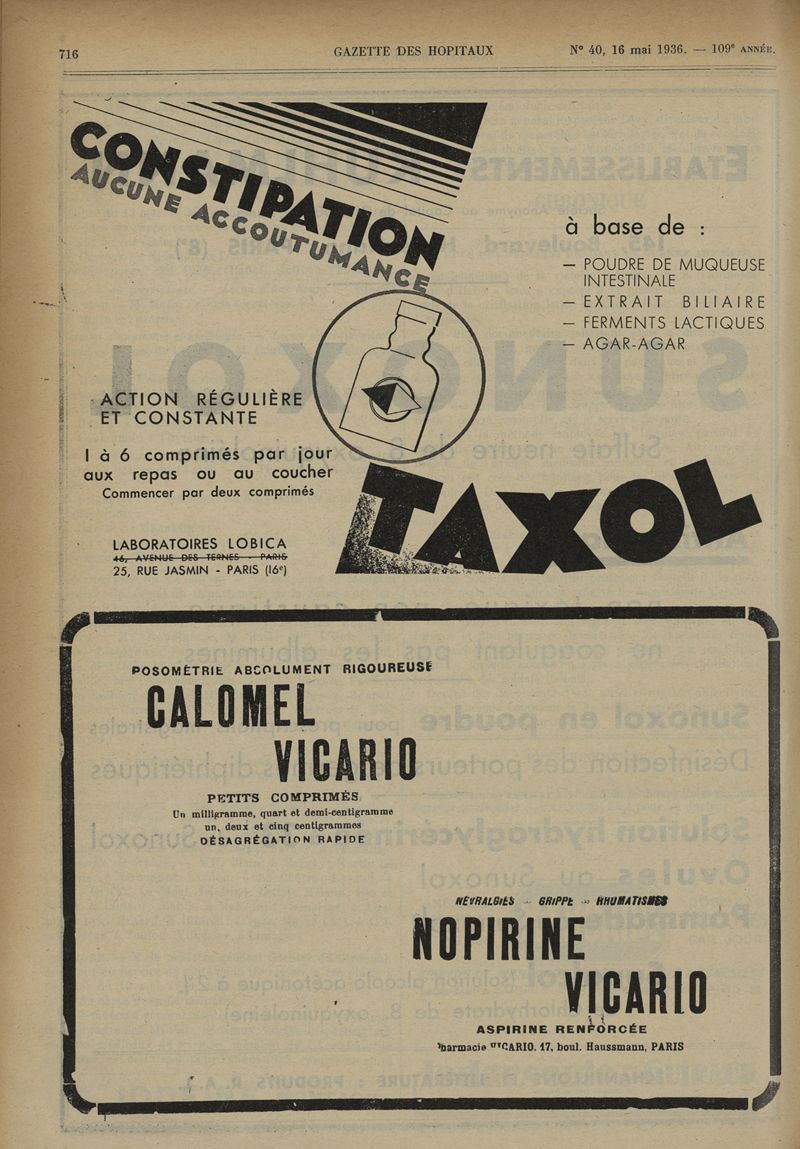 716
GAZETTE DES HOPITAUX
N° 40, 16 mai 1936. — 109e ANNÉE.
CONSTIPATION
AUCUNE ACCOUTUMANCE
à base de :
— POUDRE DE MUQUEUSE
INTESTINALE
— EXTRAIT BILIAIRE
— FERMENTS LACTIQUES
— AGAR-AGAR
ACTION RÉGULIÈRE
ET CONSTANTE
1 à 6 comprimés par jour
aux repas ou au coucher
Commencer par deux comprimés
TAXOL
LABORATOIRES LOBICA
46, AVENUE DES TERNES - PARIS
25, RUE JASMIN - PARIS (16e)
POSOMÉTRIE ABSOLUMENT RIGOUREUSE
CALOMEL
VICARIO
PETITS COMPRIMÉS
Un milligramme, quart et demi-centigramme
un, deux et cinq centigrammes
DÉSAGRÉGATION RAPIDE
NÉVRALGIES - GRIPPE - RHUMATISMES
NOPIRINE
VICARIO
ASPIRINE RENFORCÉE
Pharmacie VICARIO, 17, boul. Haussmann, PARIS